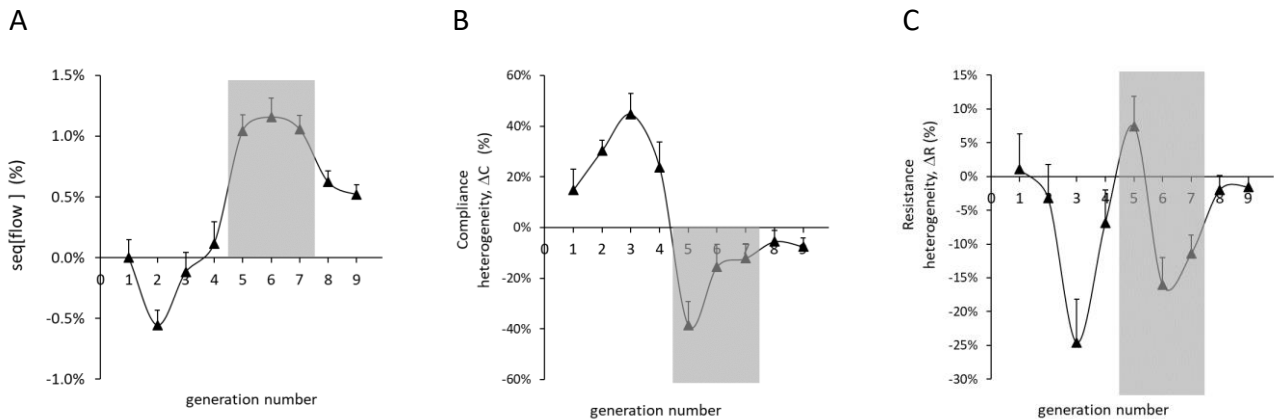 A
seq[flow ] (%)
1.5%
1.0%
0.5%
0.0%
-0.5%
-1.0%
0 1 2 3 4 5 6 7 8 9
generation number
B
Compliance
heterogeneity, ΔC (%)
60%
40%
20%
0%
-20%
-40%
-60%
0 1 2 3 4 5 6 7 8 9
generation number
C
Resistance
heterogeneity, ΔR (%)
15%
10%
5%
0%
-5%
-10%
-15%
-20%
-25%
-30%
0 1 2 3 4 5 6 7 8 9
generation number